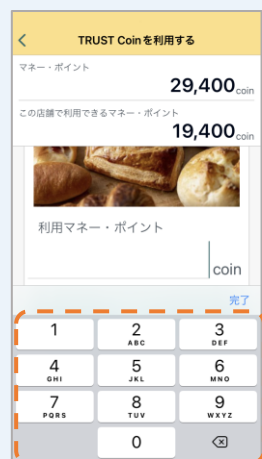 TRUST Coinを利用する
マネー・ポイント
29,400coin
この店舗で利用できるマネー・ポイント
19,400coin
利用マネー・ポイント
coin
完了
1 2 3
ABC DEF
4 5 6
GHI JKL MNO
7 8 9
PQRS TUV WXYZ
0